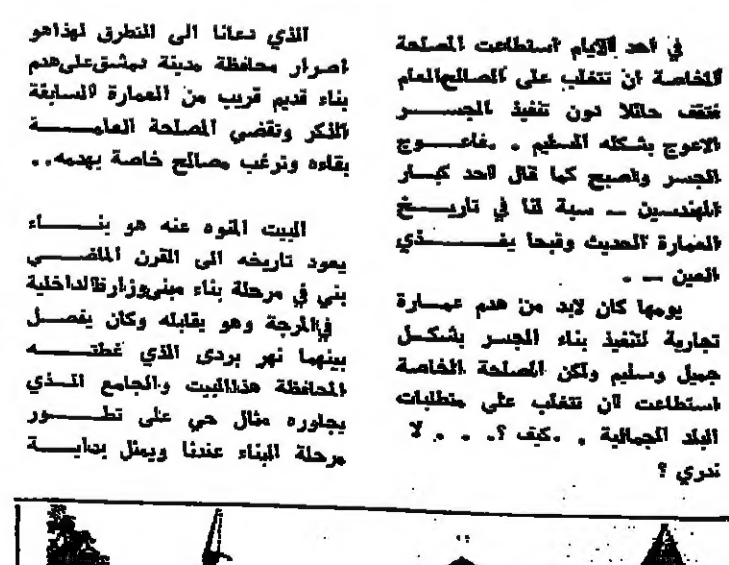 في احد الايام استطاعت المصلحة
الخاصة ان تتغلب على الصالح العام
فتقف حائلا دون تنفيذ الجسر
الاعوج بشكله السليم . . فاعوج
الجسر واصبح كما قال احد كبار
المهندسين ــ سبة لنا في تاريخ
العمارة الحديث وقبحا يقذي
العين ــ .
يومها كان لابد من هدم عمارة
تجارية لتنفيذ بناء الجسر بشكل
جميل وسليم ولكن المصلحة الخاصة
استطاعت ان تتغلب على متطلبات
البلد الجمالية . . كيف ؟ . . . لا
ندري ؟
الذي دعانا الى التطرق لهذا هو
اصرار محافظة مدينة دمشق على هدم
بناء قديم قريب من العمارة السابقة
الذكر وتقضي المصلحة العامة
بقاءه وترغب مصالح خاصة بهدمه . .
البيت المنوه عنه هو بناء
يعود تاريخه الى القرن الماضي
بني في مرحلة بناء مبنى وزارة الداخلية
في المرجة وهو يقابله وكان يفصل
بينهما نهر بردى الذي غطته
المحافظة هذا البيت والجامع الذي
يجاوره مثال حي على تطور
مرحلة البناء عندنا ويمثل بداية